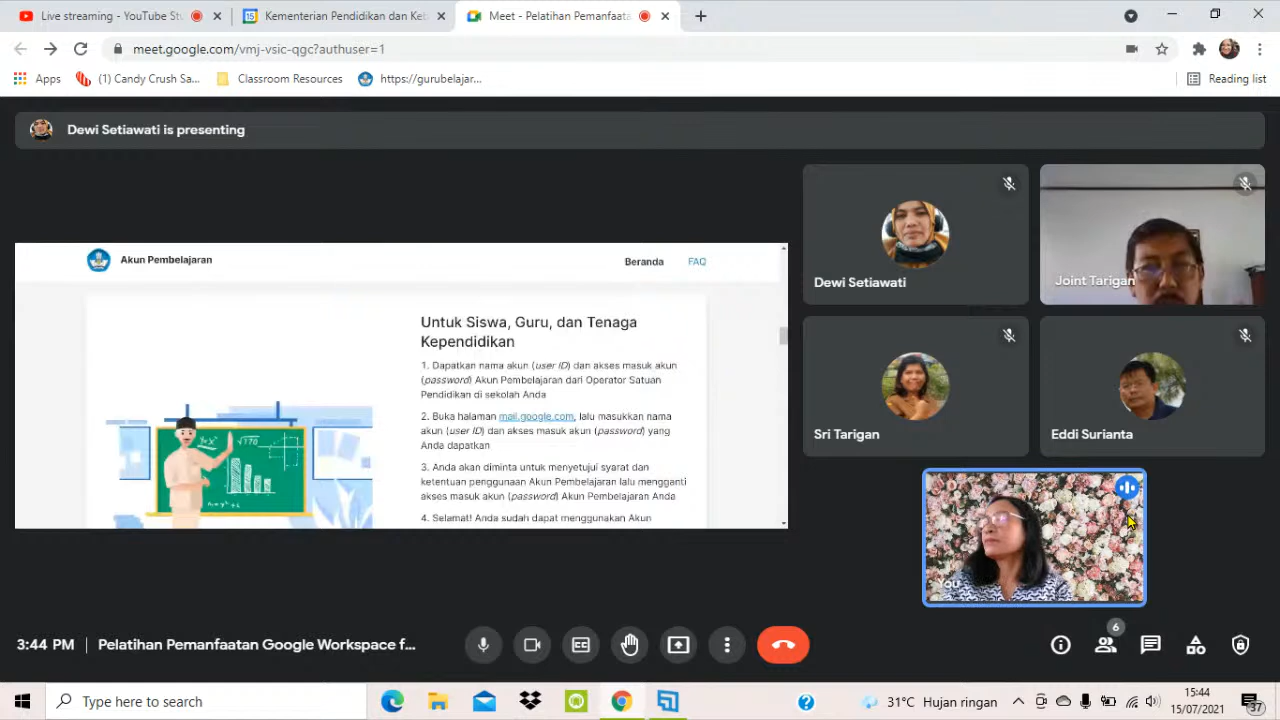 Live streaming - YouTube St
Kementerian Pendidikan dan Ke
Meet - Pelatihan Pemanfaata
meet.google.com/vmj-vsic-qgc?authuser=1
Apps
(1) Candy Crush Sa...
Classroom Resources
https://gurubelajar...
Reading list
Dewi Setiawati is presenting
Akun Pembelajaran
Beranda
FAQ
Untuk Siswa, Guru, dan Tenaga
Kependidikan
1. Dapatkan nama akun (user ID) dan akses masuk akun
(password) Akun Pembelajaran dari Operator Satuan
Pendidikan di sekolah Anda
2. Buka halaman mail.google.com, lalu masukkan nama
akun (user ID) dan akses masuk akun (password) yang
Anda dapatkan
3. Anda akan diminta untuk menyetujui syarat dan
ketentuan penggunaan Akun Pembelajaran lalu mengganti
akses masuk akun (password) Akun Pembelajaran Anda
4. Selamat! Anda sudah dapat menggunakan Akun
Dewi Setiawati
Joint Tarigan
Sri Tarigan
Eddi Surianta
You
3:44 PM
Pelatihan Pemanfaatan Google Workspace f...
6
Type here to search
31°C Hujan ringan
15:44
15/07/2021
37